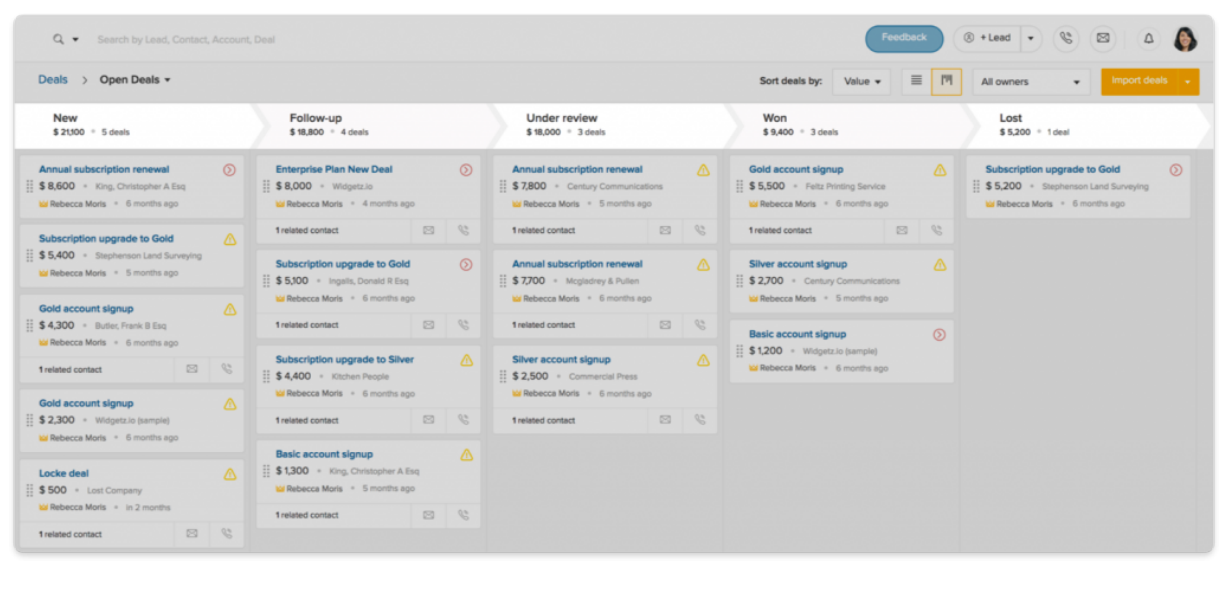 Search by Lead, Contact, Account, Deal
Feedback
+ Lead
Deals > Open Deals
Sort deals by: Value
All owners
Import deals
New
$ 21,100 • 5 deals
Follow-up
$ 18,800 • 4 deals
Under review
$ 18,000 • 3 deals
Won
$ 9,400 • 3 deals
Lost
$ 5,200 • 1 deal
Annual subscription renewal
$ 8,600 • King, Christopher A Esq
Rebecca Moris • 6 months ago
Subscription upgrade to Gold
$ 5,400 • Stephenson Land Surveying
Rebecca Moris • 5 months ago
Gold account signup
$ 4,300 • Butler, Frank B Esq
Rebecca Moris • 6 months ago
1 related contact
Gold account signup
$ 2,300 • Widgetz.io (sample)
Rebecca Moris • 6 months ago
Locke deal
$ 500 • Lost Company
Rebecca Moris • in 2 months
1 related contact
Enterprise Plan New Deal
$ 8,000 • Widgetz.io
Rebecca Moris • 4 months ago
1 related contact
Subscription upgrade to Gold
$ 5,100 • Ingalls, Donald R Esq
Rebecca Moris • 6 months ago
1 related contact
Subscription upgrade to Silver
$ 4,400 • Kitchen People
Rebecca Moris • 6 months ago
1 related contact
Basic account signup
$ 1,300 • King, Christopher A Esq
Rebecca Moris • 5 months ago
1 related contact
Annual subscription renewal
$ 7,800 • Century Communications
Rebecca Moris • 5 months ago
1 related contact
Annual subscription renewal
$ 7,700 • Mcgladrey & Pullen
Rebecca Moris • 6 months ago
1 related contact
Silver account signup
$ 2,500 • Commercial Press
Rebecca Moris • 6 months ago
1 related contact
Gold account signup
$ 5,500 • Feltz Printing Service
Rebecca Moris • 6 months ago
1 related contact
Silver account signup
$ 2,700 • Century Communications
Rebecca Moris • 5 months ago
Basic account signup
$ 1,200 • Widgetz.io (sample)
Rebecca Moris • 6 months ago
Subscription upgrade to Gold
$ 5,200 • Stephenson Land Surveying
Rebecca Moris • 6 months ago